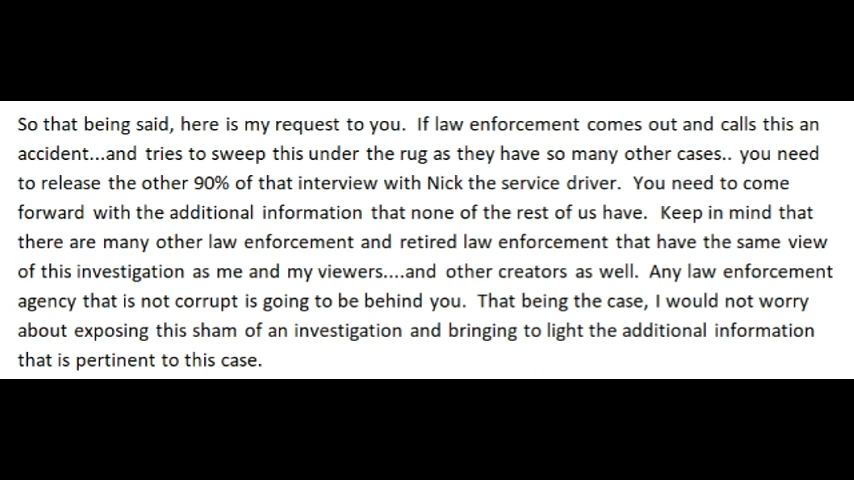 So that being said, here is my request to you.  If law enforcement comes out and calls this an
accident...and tries to sweep this under the rug as they have so many other cases.. you need
to release the other 90% of that interview with Nick the service driver.  You need to come
forward with the additional information that none of the rest of us have.  Keep in mind that
there are many other law enforcement and retired law enforcement that have the same view
of this investigation as me and my viewers....and other creators as well.  Any law enforcement
agency that is not corrupt is going to be behind you.  That being the case, I would not worry
about exposing this sham of an investigation and bringing to light the additional information
that is pertinent to this case.